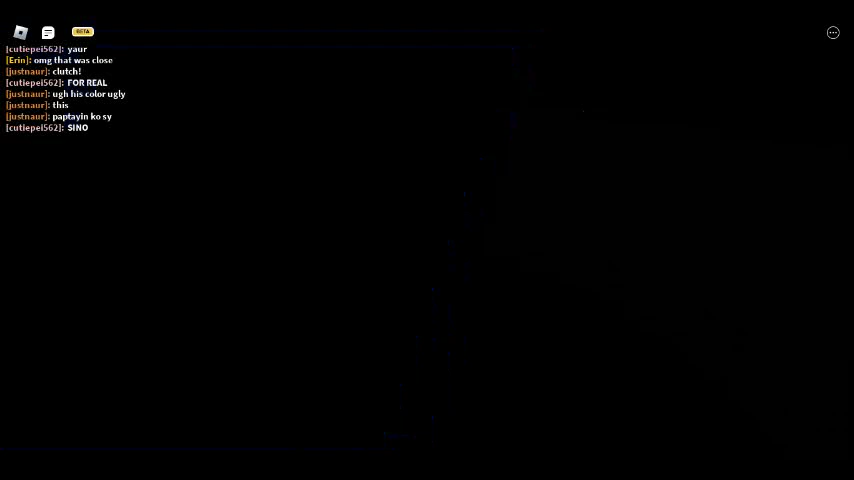 BETA
[cutiepei562]: yaur
[Erin]: omg that was close
[justnaur]: clutch!
[cutiepei562]: FOR REAL
[justnaur]: ugh his color ugly
[justnaur]: this
[justnaur]: paptayin ko sy
[cutiepei562]: SINO